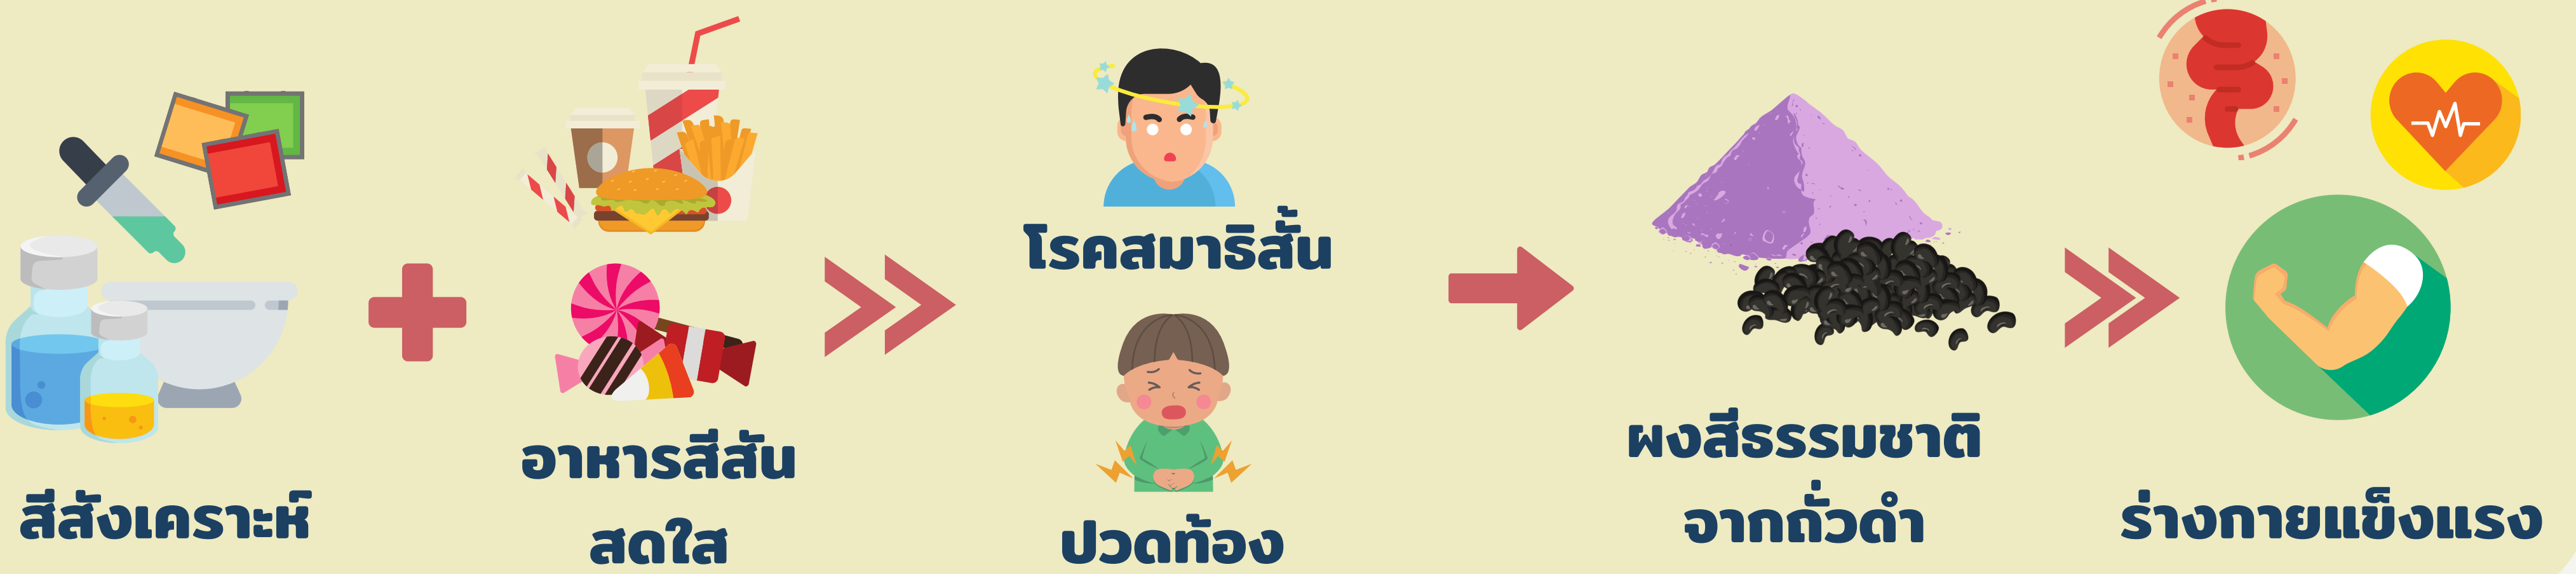 สีสังเคราะห์
อาหารสีสัน
สดใส
โรคสมาธิสั้น
ปวดท้อง
ผงสีธรรมชาติ
จากถั่วดำ
ร่างกายแข็งแรง